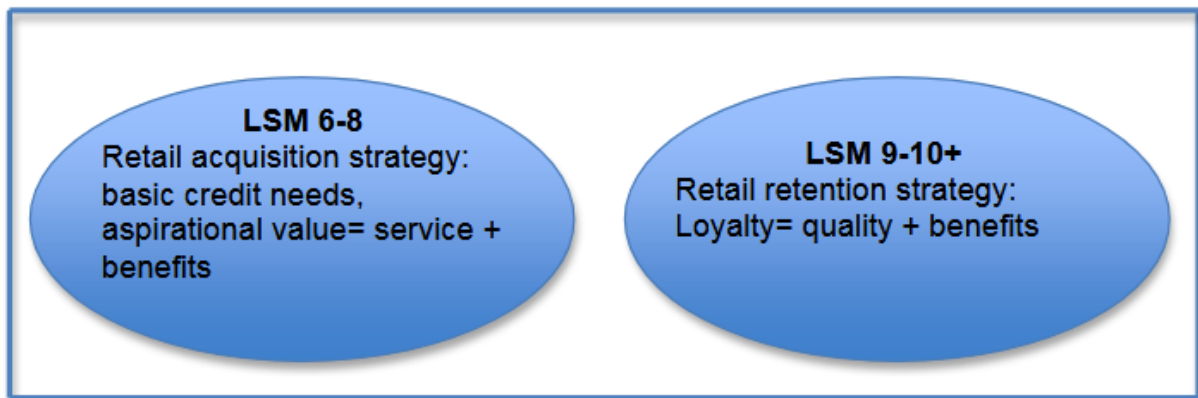 LSM 6-8
Retail acquisition strategy:
basic credit needs,
aspirational value= service +
benefits
LSM 9-10+
Retail retention strategy:
Loyalty= quality + benefits